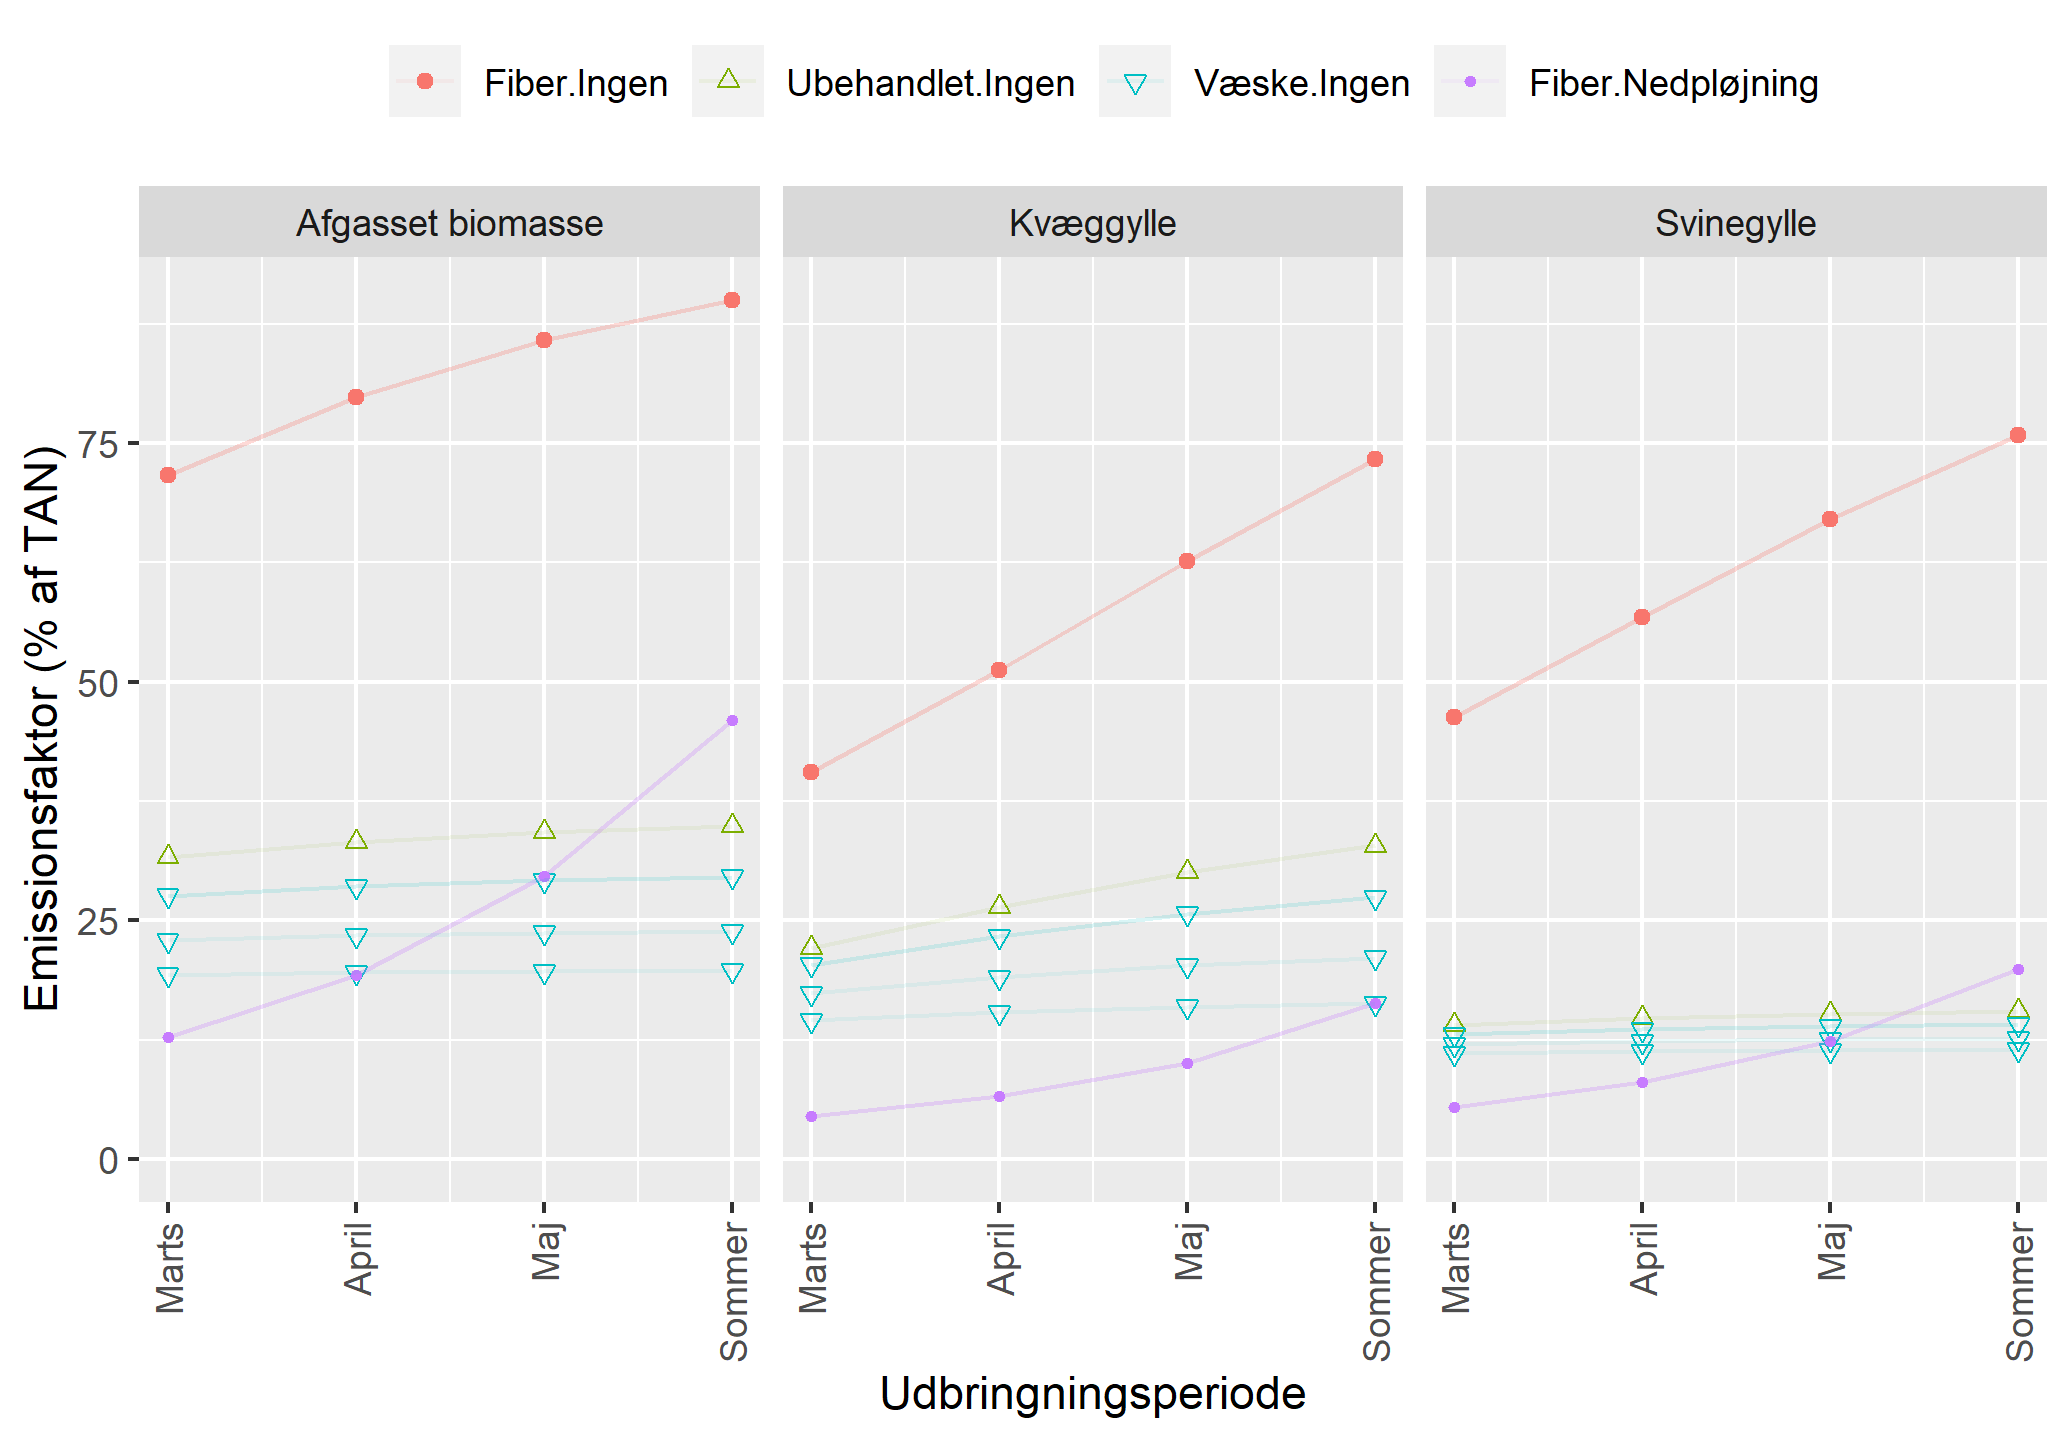 Fiber.Ingen Ubehandlet.Ingen Væske.Ingen Fiber.Nedpløjning
Afgasset biomasse Kvæggylle Svinegylle
Emissionsfaktor (% af TAN)
75
50
25
0
Marts April Maj Sommer Marts April Maj Sommer Marts April Maj Sommer
Udbringningsperiode